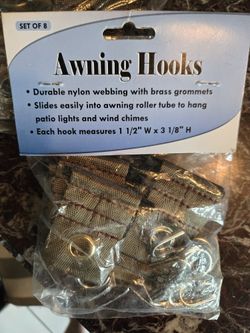 SET OF 8
Awning Hooks
• Durable nylon webbing with brass grommets
• Slides easily into awning roller tube to hang
patio lights and wind chimes
• Each hook measures 1 1/2" W x 3 1/8" H